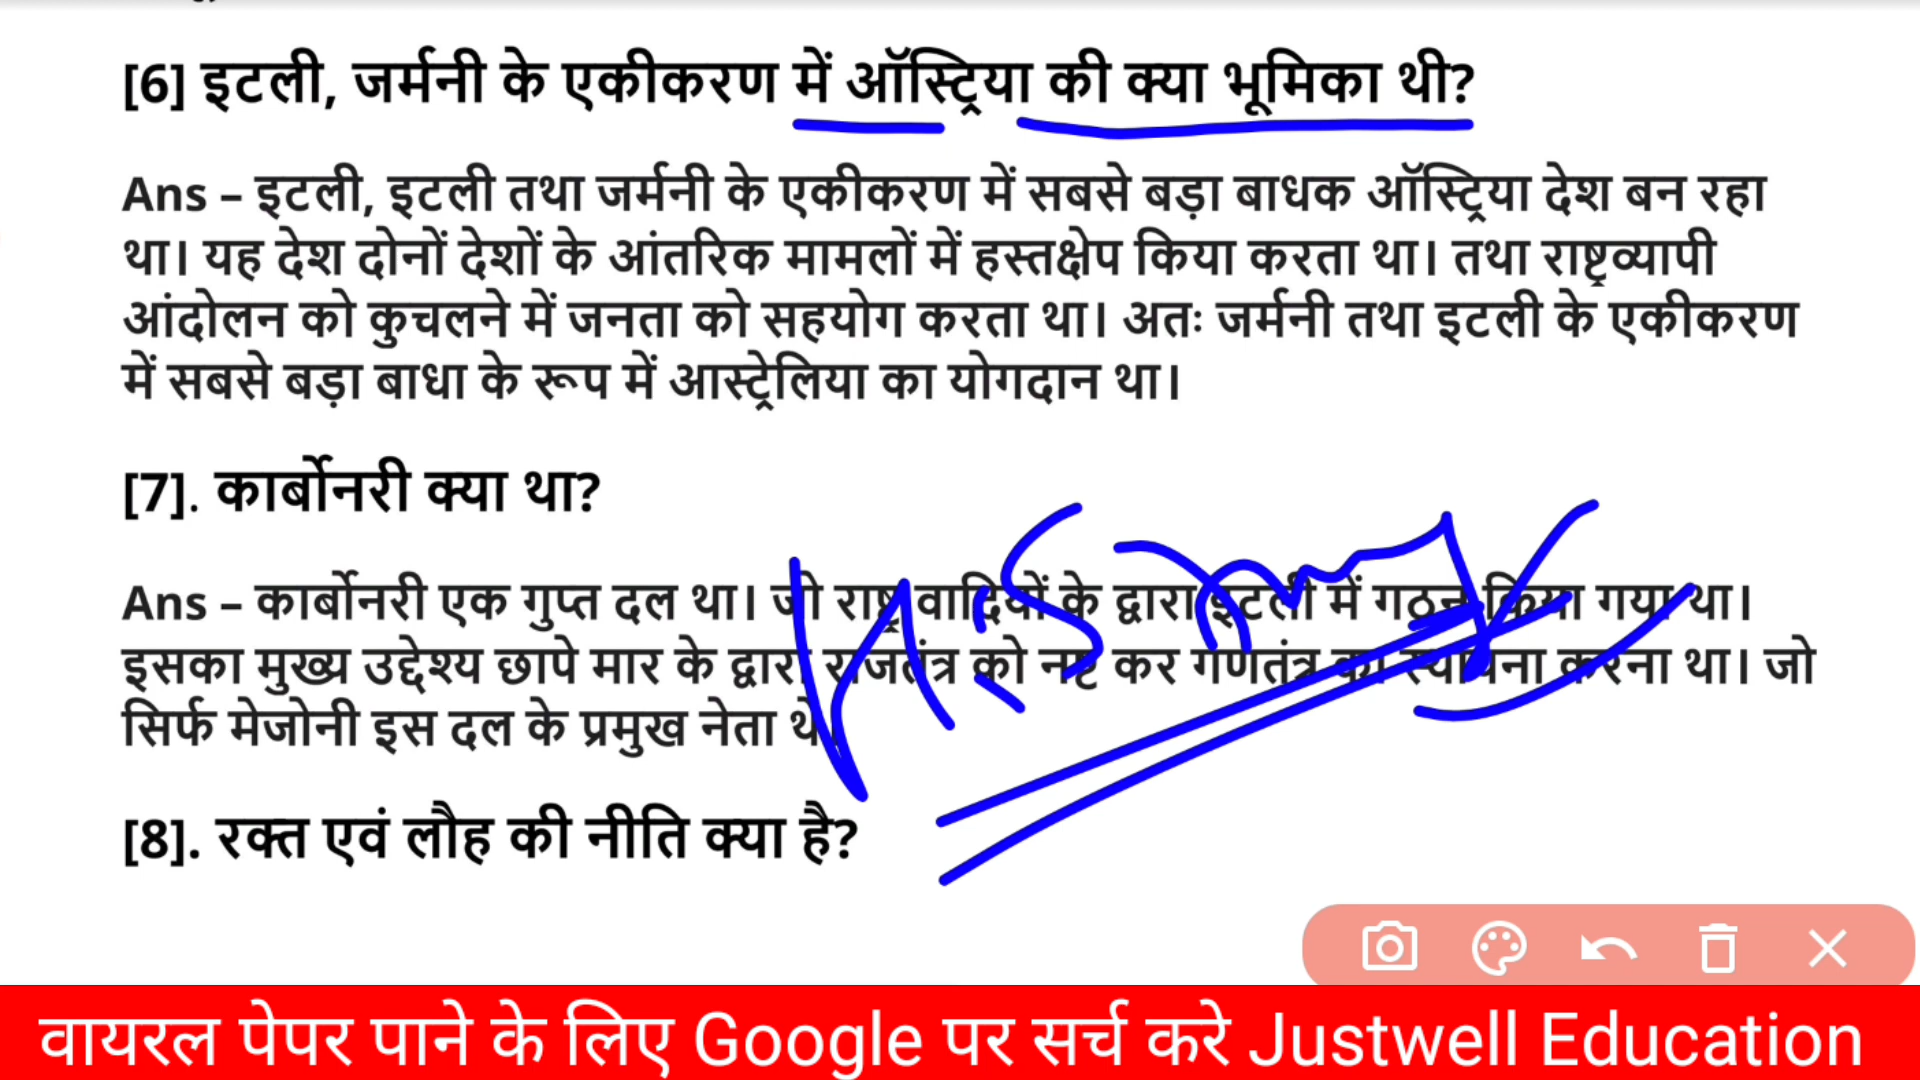 [6] इटली, जर्मनी के एकीकरण में ऑस्ट्रिया की क्या भूमिका थी?
Ans – इटली, इटली तथा जर्मनी के एकीकरण में सबसे बड़ा बाधक ऑस्ट्रिया देश बन रहा
था। यह देश दोनों देशों के आंतरिक मामलों में हस्तक्षेप किया करता था। तथा राष्ट्रव्यापी
आंदोलन को कुचलने में जनता को सहयोग करता था। अतः जर्मनी तथा इटली के एकीकरण
में सबसे बड़ा बाधा के रूप में आस्ट्रेलिया का योगदान था।
[7]. कार्बोनरी क्या था?
Ans – कार्बोनरी एक गुप्त दल था। जो राष्ट्रवादियों के द्वारा इटली में गठन किया गया था।
इसका मुख्य उद्देश्य छापे मार के द्वारा राजतंत्र को नष्ट कर गणतंत्र का स्थापना करना था। जो
सिर्फ मेजोनी इस दल के प्रमुख नेता थे
[8]. रक्त एवं लौह की नीति क्या है?
वायरल पेपर पाने के लिए Google पर सर्च करे Justwell Education